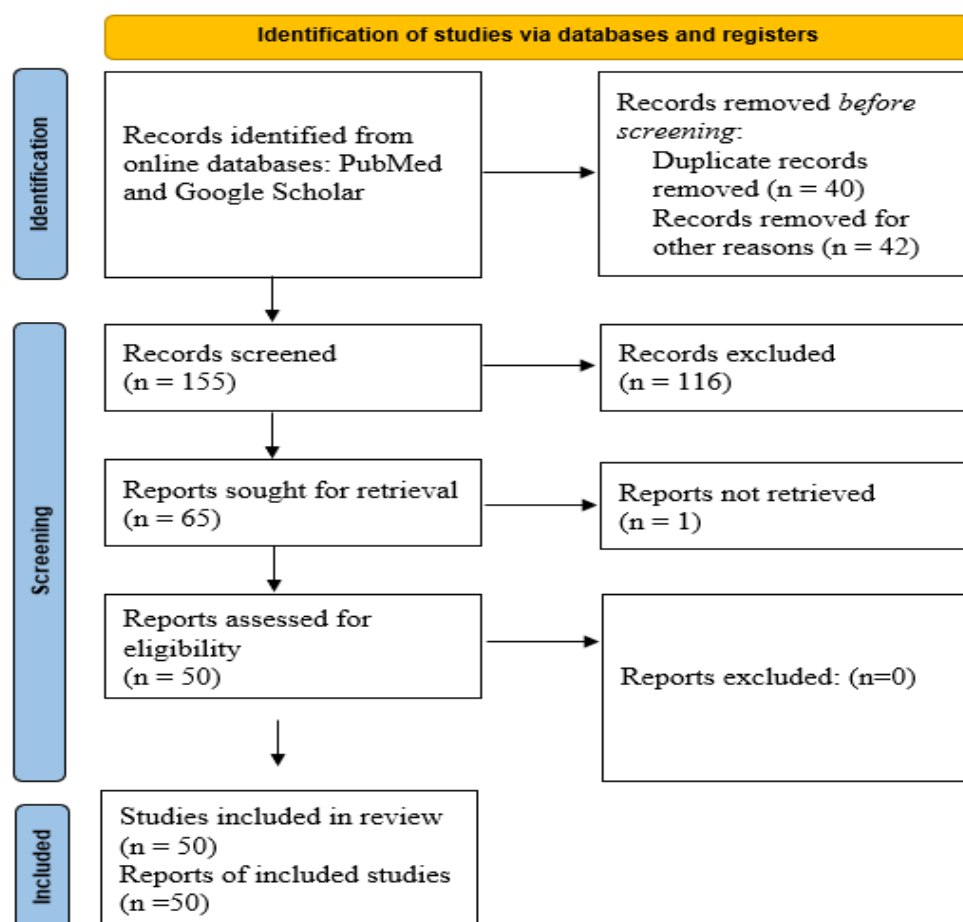 Identification of studies via databases and registers
Identification
Records identified from
online databases: PubMed
and Google Scholar
Records removed before
screening:
Duplicate records
removed (n = 40)
Records removed for
other reasons (n = 42)
Screening
Records screened
(n = 155)
Records excluded
(n = 116)
Reports sought for retrieval
(n = 65)
Reports not retrieved
(n = 1)
Reports assessed for
eligibility
(n = 50)
Reports excluded: (n=0)
Included
Studies included in review
(n = 50)
Reports of included studies
(n =50)